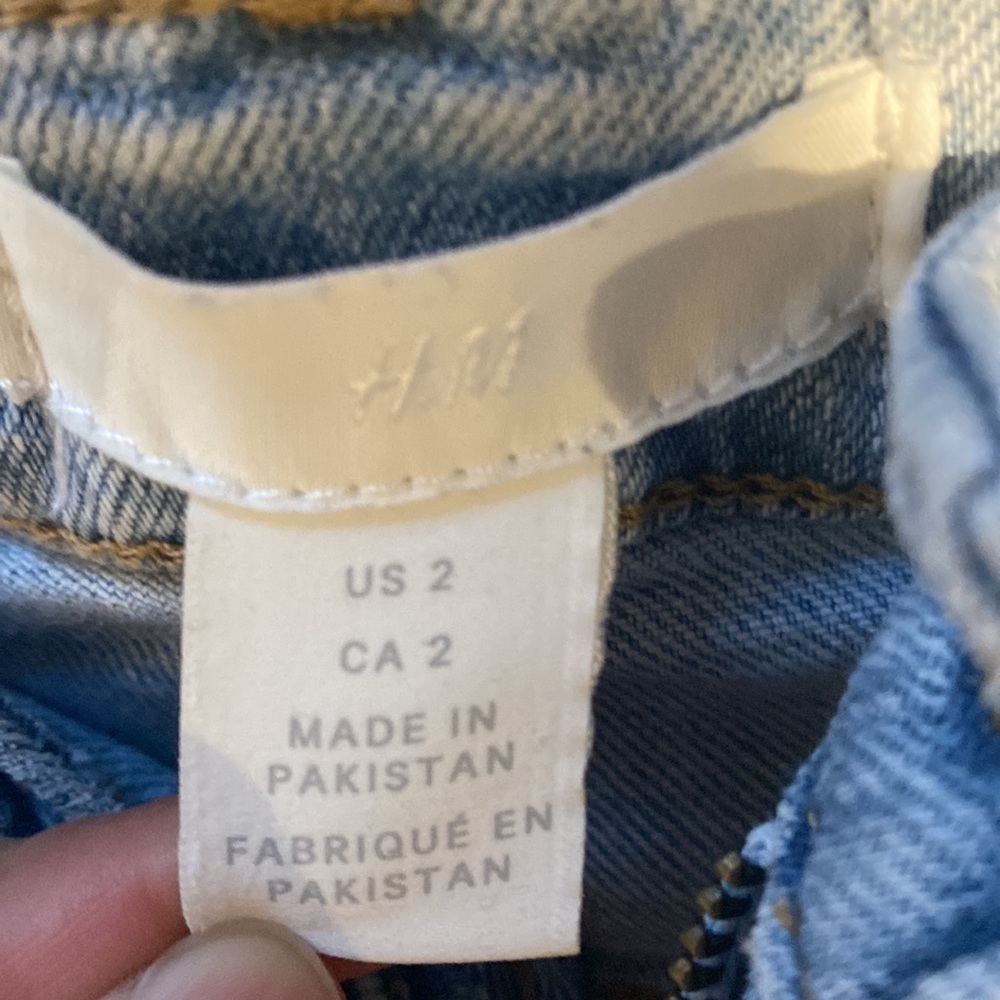 H&M
US 2
CA 2
MADE IN
PAKISTAN
FABRIQUÉ EN
PAKISTAN